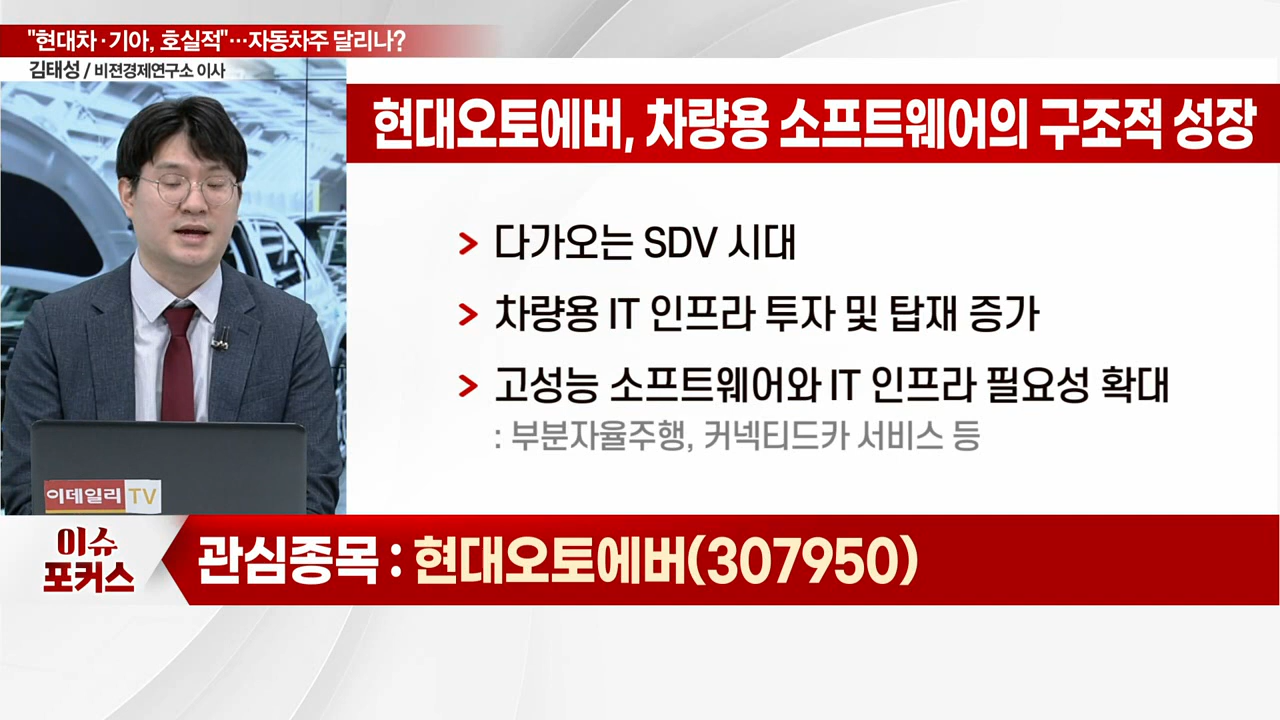 "현대차·기아, 호실적"…자동차주 달리나?
김태성 / 비젼경제연구소 이사
현대오토에버, 차량용 소프트웨어의 구조적 성장
> 다가오는 SDV 시대
> 차량용 IT 인프라 투자 및 탑재 증가
> 고성능 소프트웨어와 IT 인프라 필요성 확대
: 부분자율주행, 커넥티드카 서비스 등
이데일리 TV
이슈
포커스
관심종목 : 현대오토에버(307950)